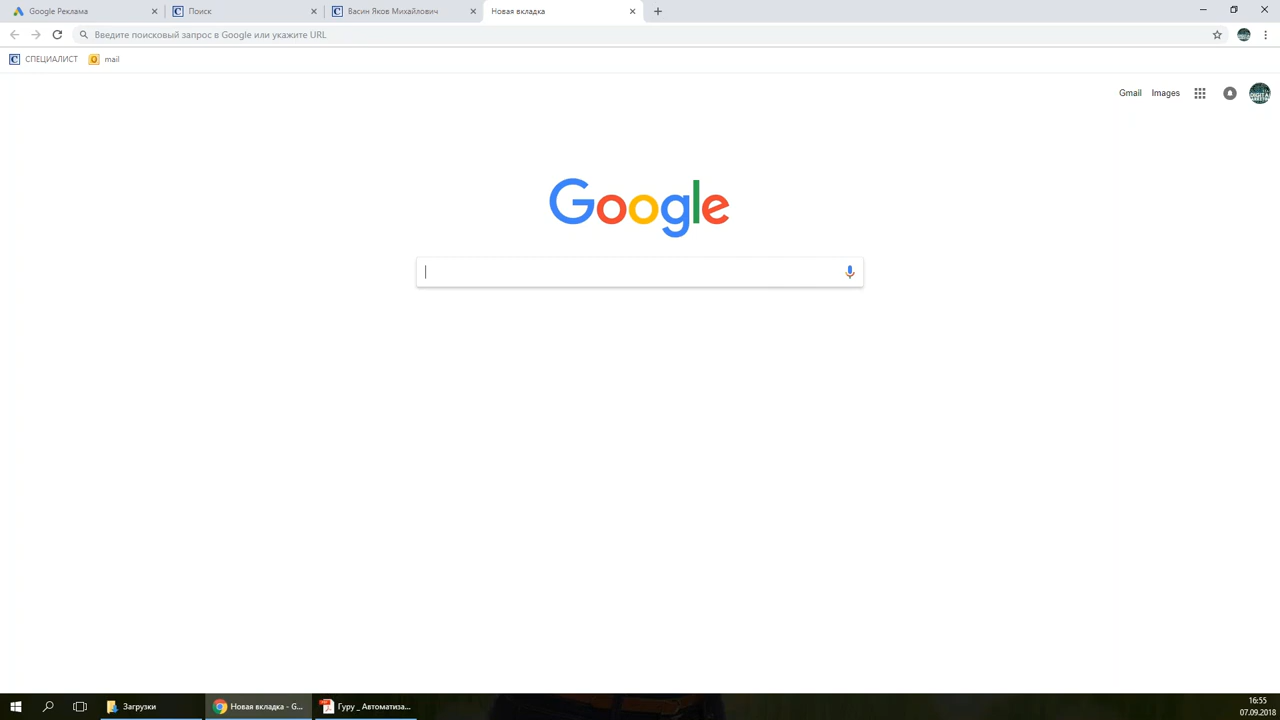 Google Реклама
Поиск
Васин Яков Михайлович
Новая вкладка
Введите поисковый запрос в Google или укажите URL
СПЕЦИАЛИСТ
mail
Gmail
Images
Google
Загрузки
Новая вкладка - G...
Гуру _ Автоматиза...
16:55
07.09.2018